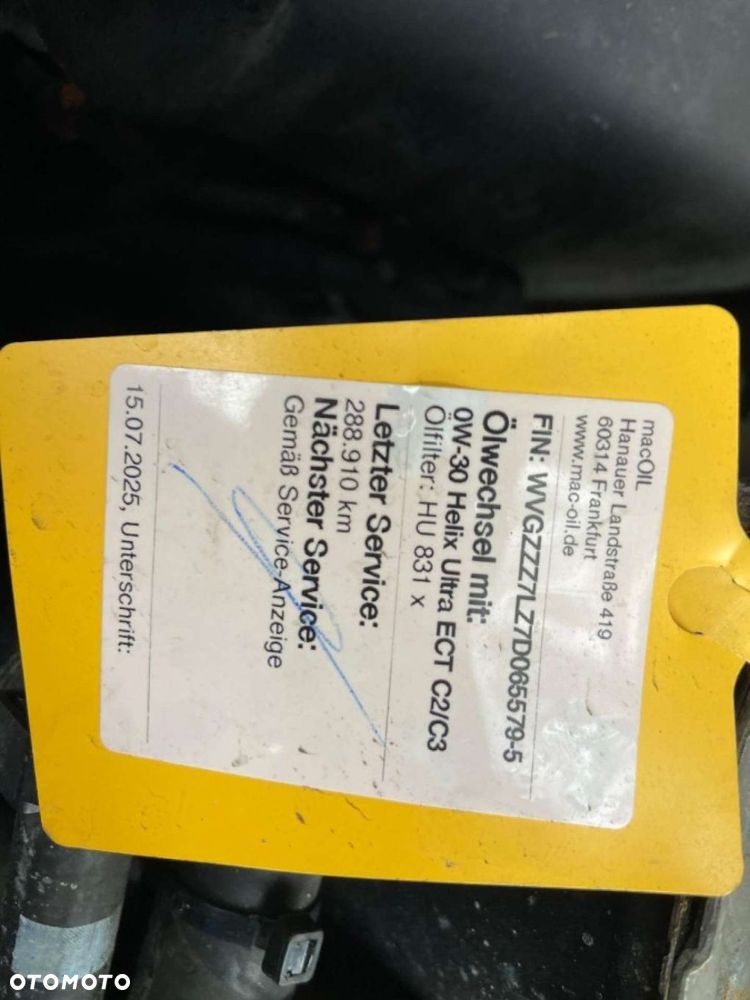 macOIL
Hanauer Landstraße 419
60314 Frankfurt
www.mac-oil.de
FIN: WVGZZZ7LZ7D065579-5
Ölwechsel mit:
0W-30 Helix Ultra ECT C2/C3
Ölfilter: HU 831 x
Letzter Service:
288.910 km
Nächster Service:
Gemäß Service-Anzeige
15.07.2025, Unterschrift:
OTOMOTO